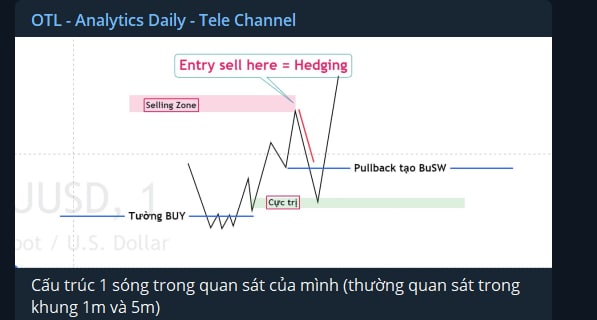 OTL - Analytics Daily - Tele Channel
Entry sell here = Hedging
Selling Zone
Pullback tạo BuSW
Cực trị
UUSD, 1
Tường BUY
pot / U.S. Dollar
Cấu trúc 1 sóng trong quan sát của mình (thường quan sát trong
khung 1m và 5m)